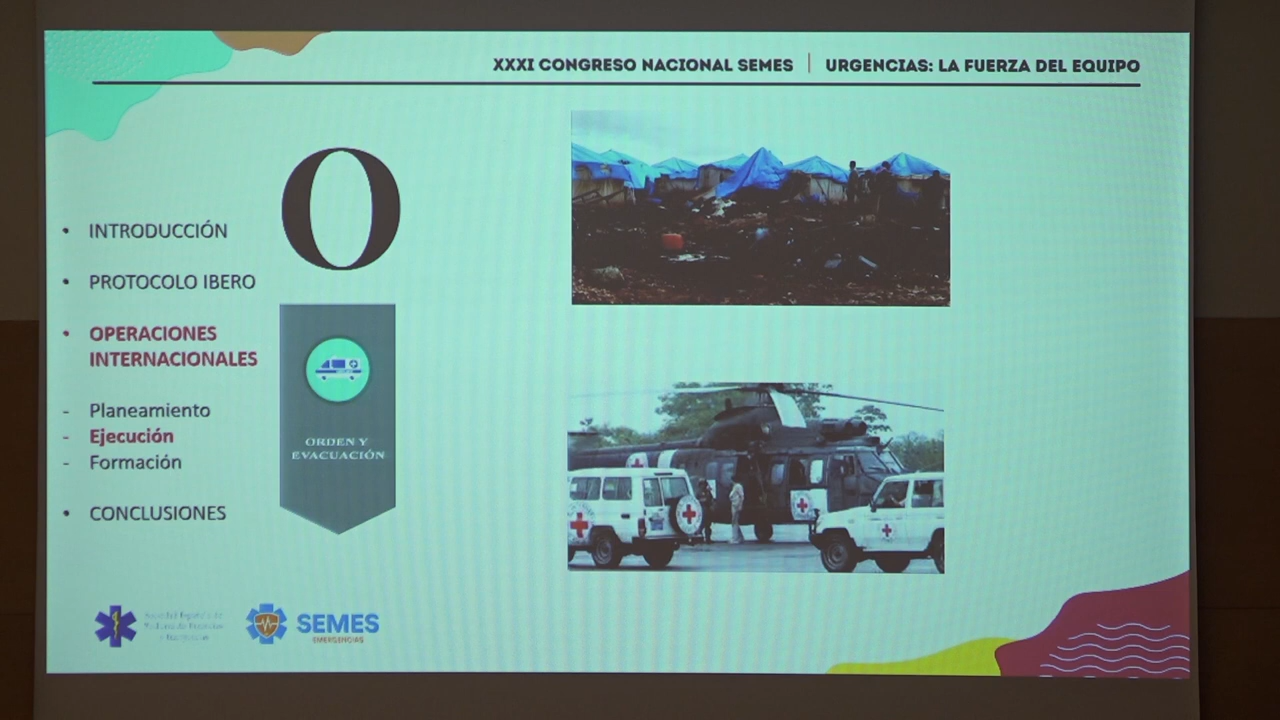 XXXI CONGRESO NACIONAL SEMES | URGENCIAS: LA FUERZA DEL EQUIPO
O
• INTRODUCCIÓN
• PROTOCOLO IBERO
• OPERACIONES
INTERNACIONALES
- Planeamiento
- Ejecución
- Formación
• CONCLUSIONES
ORDEN Y
EVACUACIÓN
SEMES
EMERGENCIAS